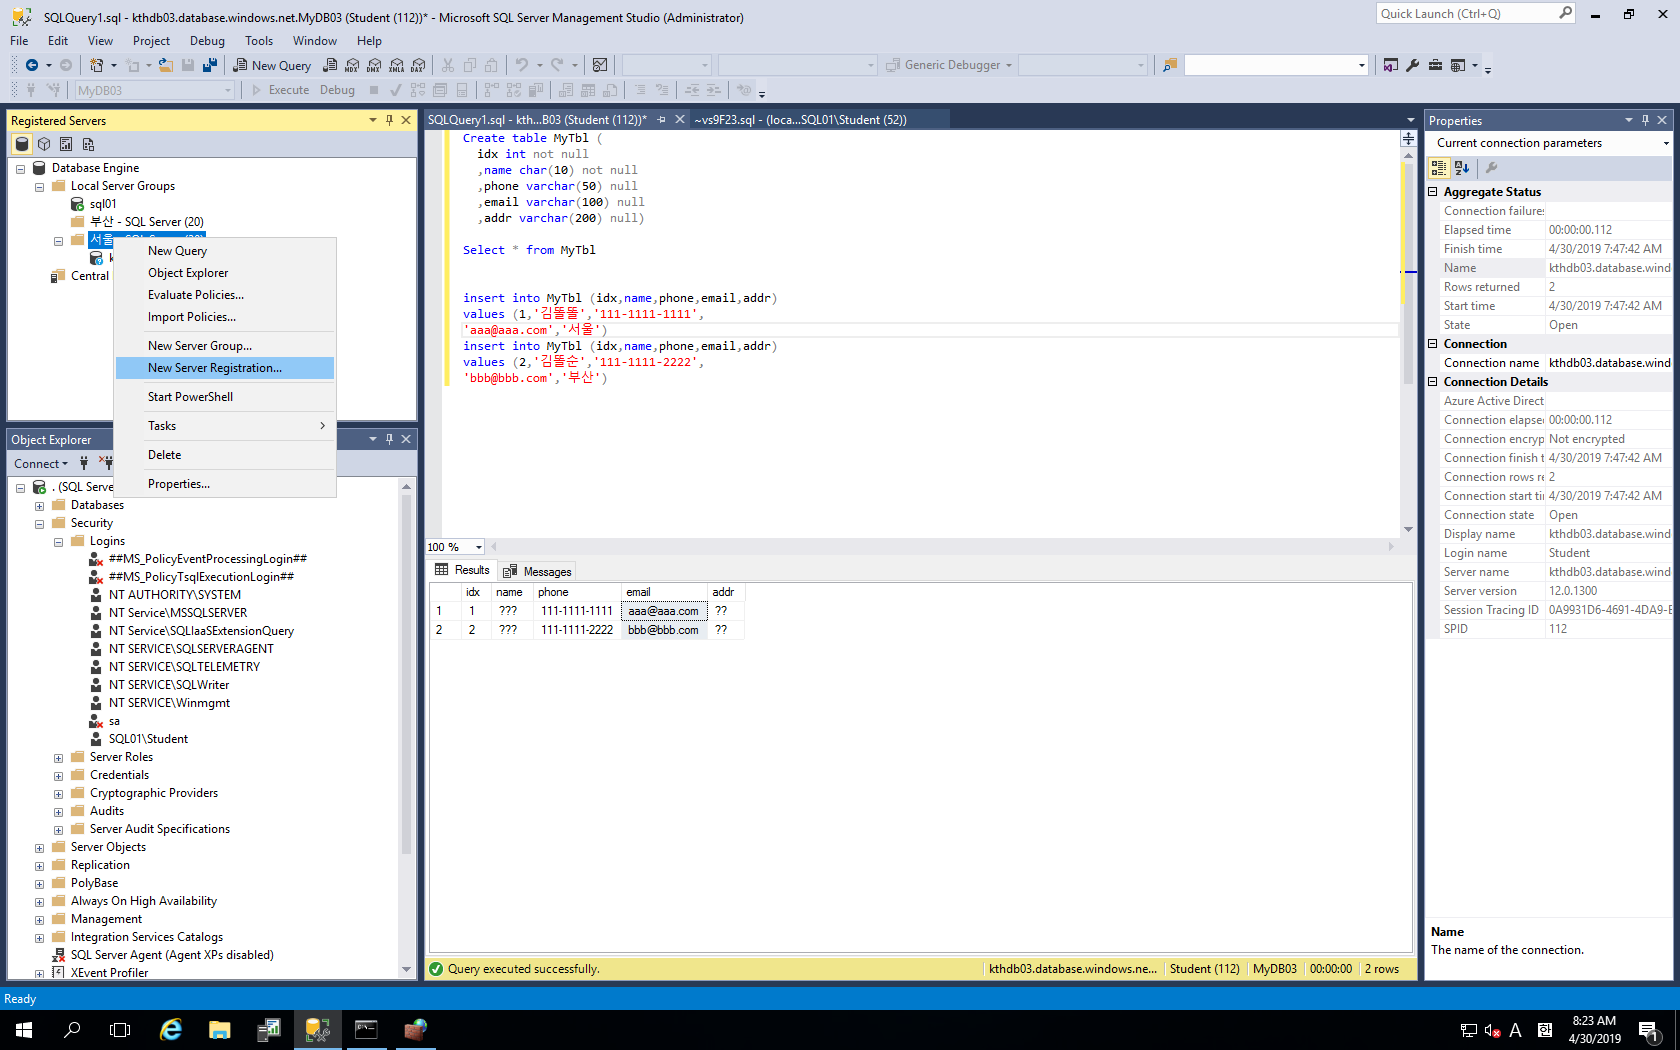 SQLQuery1.sql - kthdb03.database.windows.net.MyDB03 (Student (112))* - Microsoft SQL Server Management Studio (Administrator)
Quick Launch (Ctrl+Q)
File Edit View Project Debug Tools Window Help
New Query MDX DMX XMLA DAX Generic Debugger
MyDB03 Execute Debug
Registered Servers
Database Engine
Local Server Groups
sql01
부산 - SQL Server (20)
서울
Central
New Query
Object Explorer
Evaluate Policies...
Import Policies...
New Server Group...
New Server Registration...
Start PowerShell
Tasks
Delete
Properties...
Object Explorer
Connect
. (SQL Serve
Databases
Security
Logins
##MS_PolicyEventProcessingLogin##
##MS_PolicyTsqlExecutionLogin##
NT AUTHORITY\SYSTEM
NT Service\MSSQLSERVER
NT Service\SQLIaaSExtensionQuery
NT SERVICE\SQLSERVERAGENT
NT SERVICE\SQLTELEMETRY
NT SERVICE\SQLWriter
NT SERVICE\Winmgmt
sa
SQL01\Student
Server Roles
Credentials
Cryptographic Providers
Audits
Server Audit Specifications
Server Objects
Replication
PolyBase
Always On High Availability
Management
Integration Services Catalogs
SQL Server Agent (Agent XPs disabled)
XEvent Profiler
SQLQuery1.sql - kth...B03 (Student (112))* ~vs9F23.sql - (loca...SQL01\Student (52))
Create table MyTbl (
idx int not null
,name char(10) not null
,phone varchar(50) null
,email varchar(100) null
,addr varchar(200) null)
Select * from MyTbl
insert into MyTbl (idx,name,phone,email,addr)
values (1,'김똘똘','111-1111-1111',
'aaa@aaa.com','서울')
insert into MyTbl (idx,name,phone,email,addr)
values (2,'김똘순','111-1111-2222',
'bbb@bbb.com','부산')
100 %
Results Messages
idx name phone email addr
1 1 ??? 111-1111-1111 aaa@aaa.com ??
2 2 ??? 111-1111-2222 bbb@bbb.com ??
Query executed successfully. kthdb03.database.windows.ne... Student (112) MyDB03 00:00:00 2 rows
Properties
Current connection parameters
Aggregate Status
Connection failures
Elapsed time 00:00:00.112
Finish time 4/30/2019 7:47:42 AM
Name kthdb03.database.wind
Rows returned 2
Start time 4/30/2019 7:47:42 AM
State Open
Connection
Connection name kthdb03.database.wind
Connection Details
Azure Active Direct
Connection elapse 00:00:00.112
Connection encryp Not encrypted
Connection finish t 4/30/2019 7:47:42 AM
Connection rows re 2
Connection start ti 4/30/2019 7:47:42 AM
Connection state Open
Display name kthdb03.database.wind
Login name Student
Server name kthdb03.database.wind
Server version 12.0.1300
Session Tracing ID 0A9931D6-4691-4DA9-E
SPID 112
Name
The name of the connection.
Ready
A
8:23 AM
4/30/2019
1